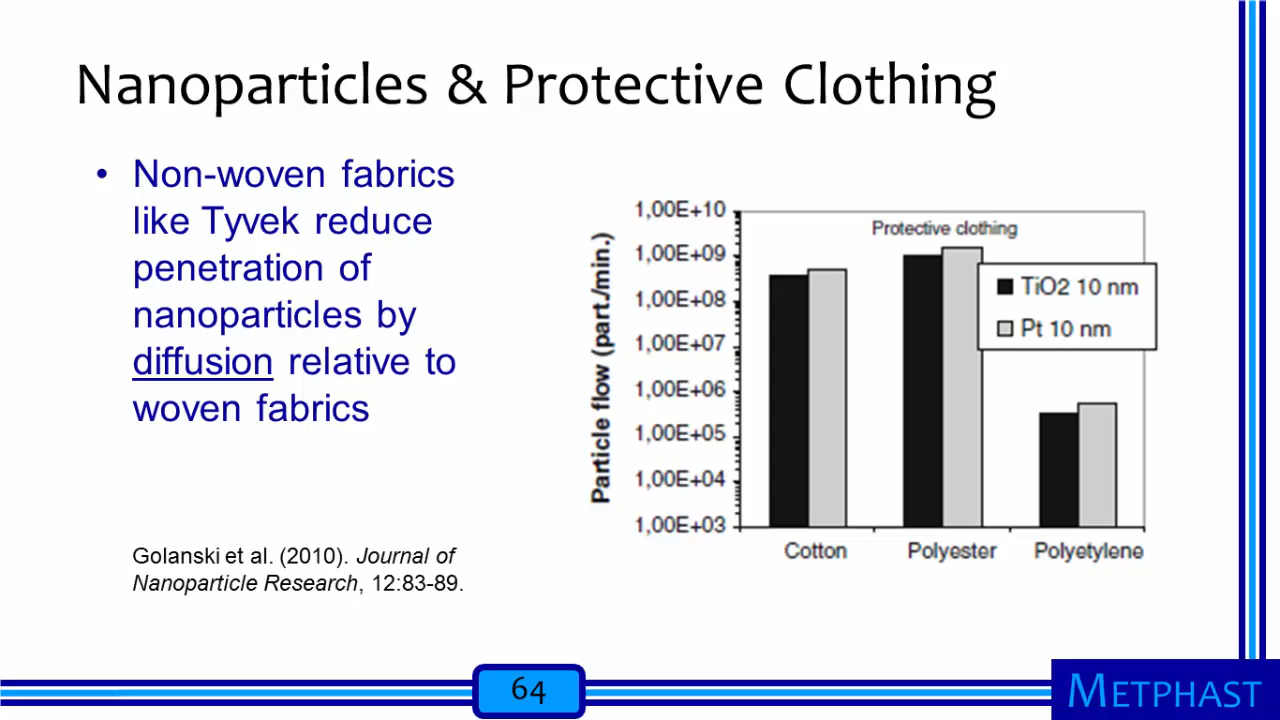 Nanoparticles & Protective Clothing
• Non-woven fabrics
like Tyvek reduce
penetration of
nanoparticles by
diffusion relative to
woven fabrics
Golanski et al. (2010). Journal of
Nanoparticle Research, 12:83-89.
Particle flow (part./min.)
1,00E+10
1,00E+09
1,00E+08
1,00E+07
1,00E+06
1,00E+05
1,00E+04
1,00E+03
Protective clothing
TiO2 10 nm
Pt 10 nm
Cotton Polyester Polyetylene
64
METPHAST